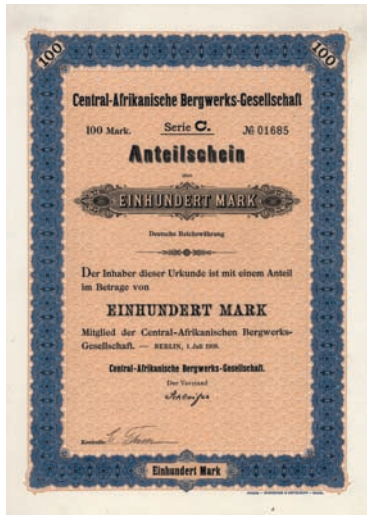 100 100
Central-Afrikanische Bergwerks-Gesellschaft
100 Mark. Serie C. № 01685
Anteilschein
über
EINHUNDERT MARK
Deutsche Reichswährung
Der Inhaber dieser Urkunde ist mit einem Anteil
im Betrage von
EINHUNDERT MARK
Mitglied der Central-Afrikanischen Bergwerks-
Gesellschaft. — BERLIN, 1. Juli 1908.
Central-Afrikanische Bergwerks-Gesellschaft.
Der Vorstand
Kontrolle:
Einhundert Mark